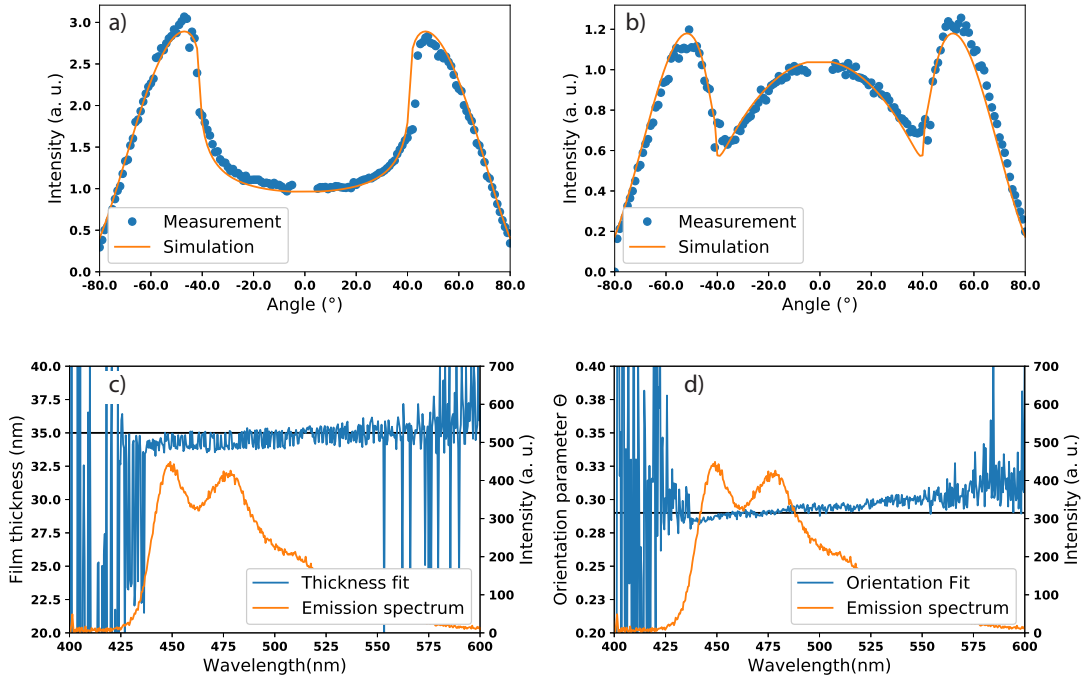 a)
3.0
2.5
2.0
1.5
1.0
0.5
0.0
Intensity (a. u.)
Measurement
Simulation
-80.0 -60.0 -40.0 -20.0 0.0 20.0 40.0 60.0 80.0
Angle (°)
b)
1.2
1.0
0.8
0.6
0.4
0.2
0.0
Intensity (a. u.)
Measurement
Simulation
-80.0 -60.0 -40.0 -20.0 0.0 20.0 40.0 60.0 80.0
Angle (°)
c)
40.0
37.5
35.0
32.5
30.0
27.5
25.0
22.5
20.0
Film thickness (nm)
700
600
500
400
300
200
100
0
Intensity (a. u.)
Thickness fit
Emission spectrum
400 425 450 475 500 525 550 575 600
Wavelength(nm)
d)
0.40
0.38
0.35
0.33
0.30
0.28
0.25
0.23
0.20
Orientation parameter Θ
700
600
500
400
300
200
100
0
Intensity (a. u.)
Orientation Fit
Emission spectrum
400 425 450 475 500 525 550 575 600
Wavelength(nm)